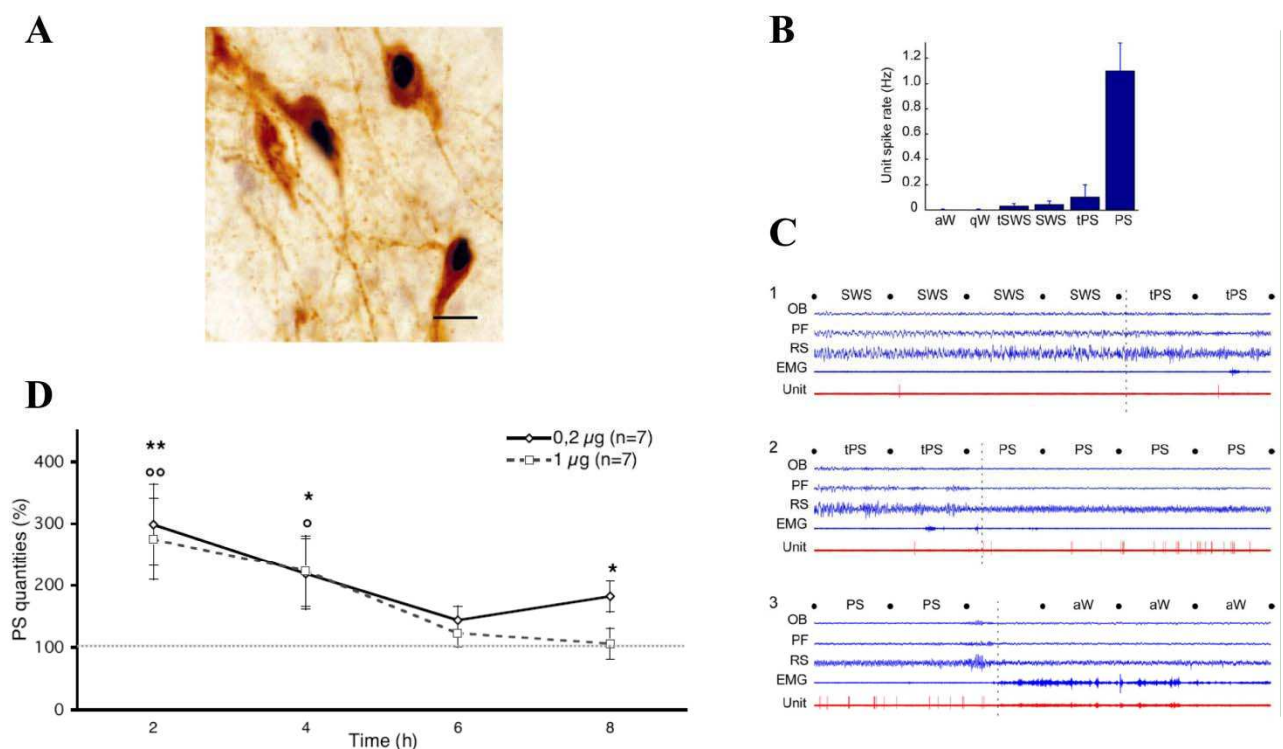 A
B
Unit spike rate (Hz)
1.2
1.0
0.8
0.6
0.4
0.2
aW qW tSWS SWS tPS PS
C
1 SWS SWS SWS SWS tPS tPS
OB
PF
RS
EMG
Unit
2 tPS tPS PS PS PS PS
OB
PF
RS
EMG
Unit
3 PS PS aW aW aW
OB
PF
RS
EMG
Unit
D
PS quantities (%)
400
300
200
100
0
** 
°°
*
°
*
0,2 µg (n=7)
1 µg (n=7)
2 4 6 8
Time (h)